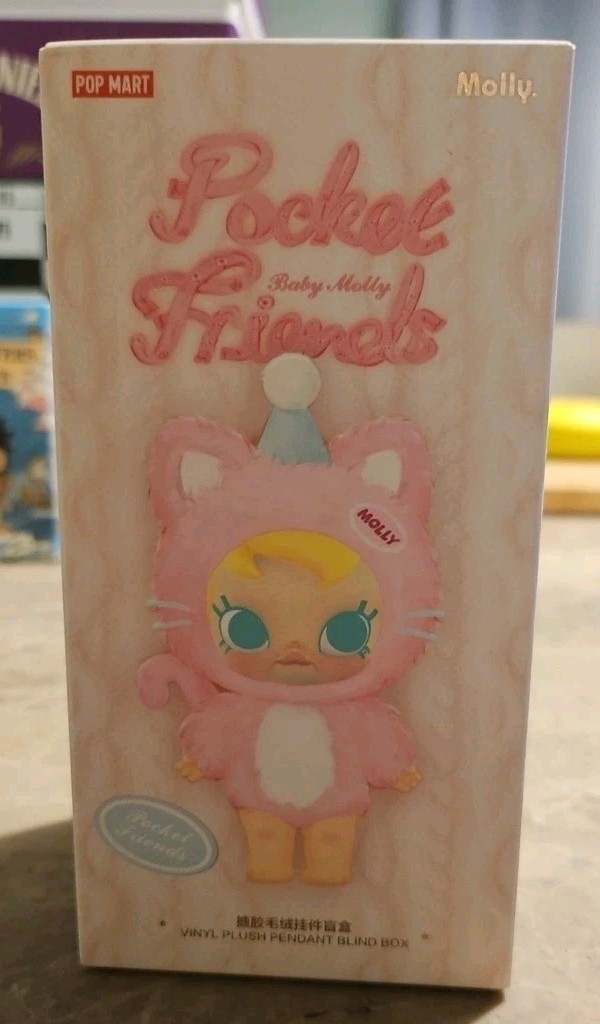 POP MART
Molly.
Pocket
Baby Molly
Friends
MOLLY
Pocket
Friends
搪胶毛绒挂件盲盒
VINYL PLUSH PENDANT BLIND BOX